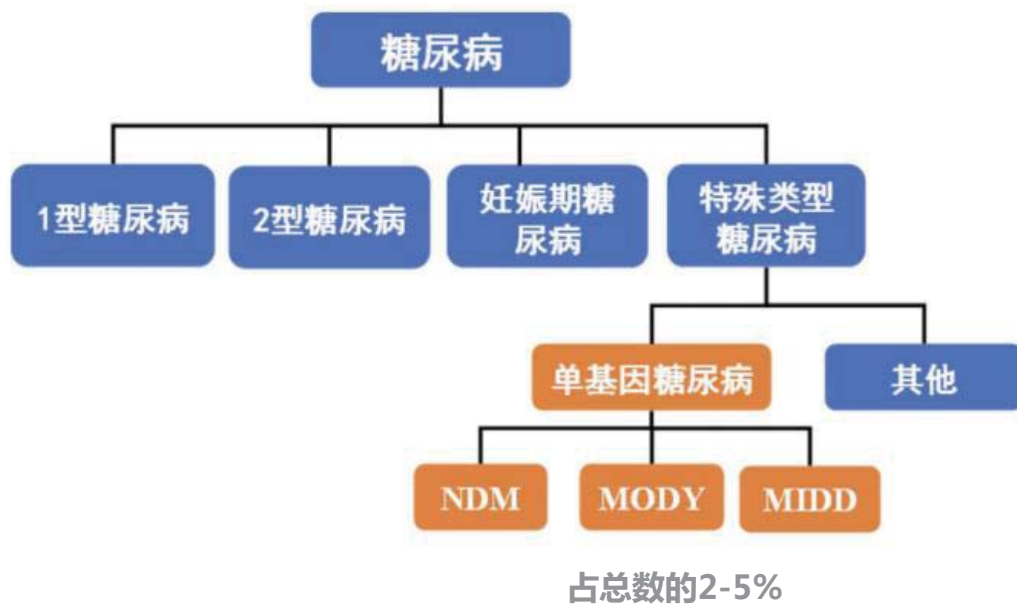 糖尿病
1型糖尿病
2型糖尿病
妊娠期糖
尿病
特殊类型
糖尿病
单基因糖尿病
其他
NDM
MODY
MIDD
占总数的2-5%